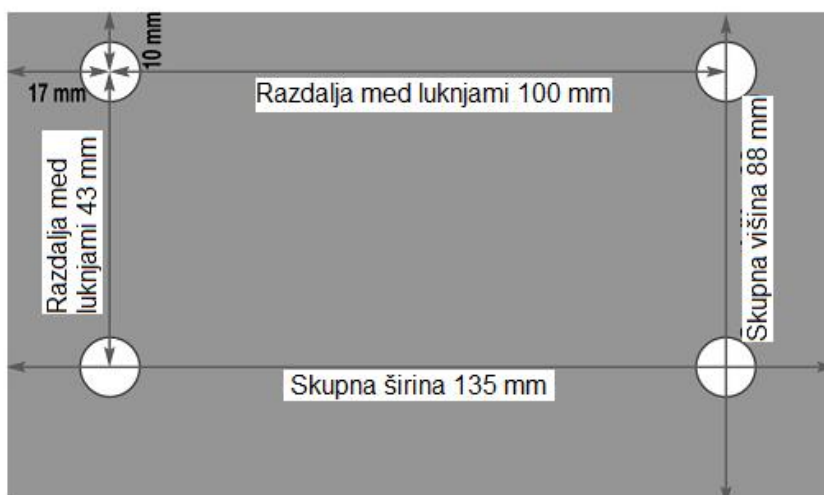 10 mm
17 mm
Razdalja med luknjami 100 mm
Razdalja med
luknjami 43 mm
Skupna višina 88 mm
Skupna širina 135 mm